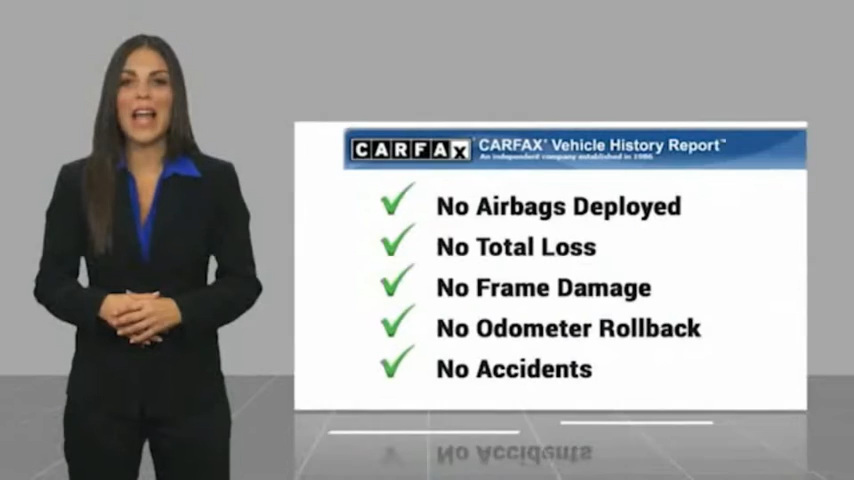 CARFAX CARFAX® Vehicle History Report™
An independent company established in 1986
No Airbags Deployed
No Total Loss
No Frame Damage
No Odometer Rollback
No Accidents
No Accidents